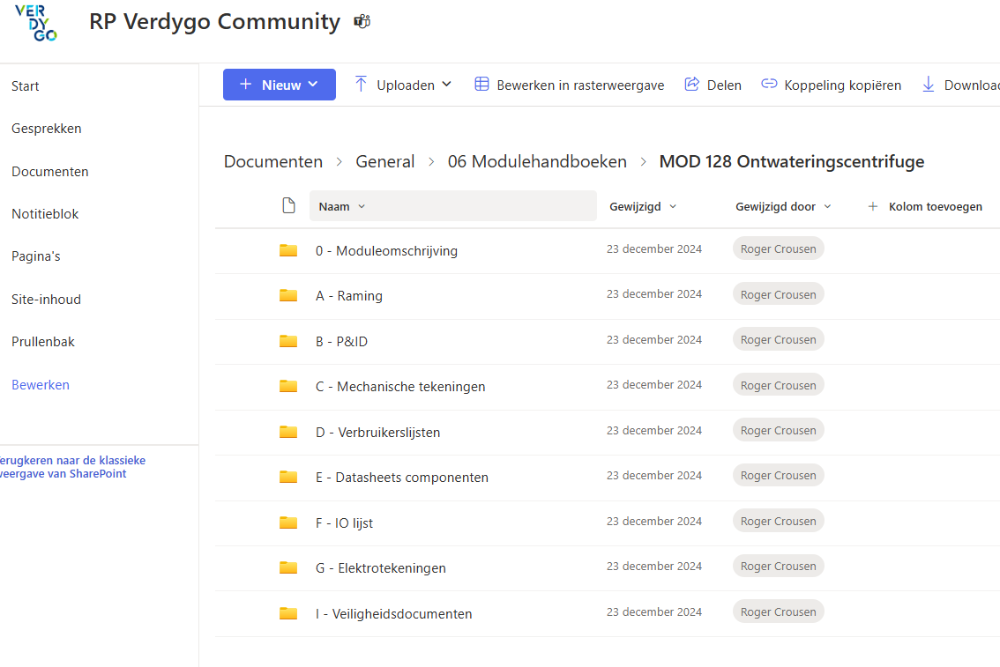 VER
DY
GO
RP Verdygo Community
Start
Gesprekken
Documenten
Notitieblok
Pagina's
Site-inhoud
Prullenbak
Bewerken
erugkeren naar de klassieke
weergave van SharePoint
Nieuw
Uploaden
Bewerken in rasterweergave
Delen
Koppeling kopiëren
Downloac
Documenten > General > 06 Modulehandboeken > MOD 128 Ontwateringscentrifuge
Naam Gewijzigd Gewijzigd door + Kolom toevoegen
0 - Moduleomschrijving 23 december 2024 Roger Crousen
A - Raming 23 december 2024 Roger Crousen
B - P&ID 23 december 2024 Roger Crousen
C - Mechanische tekeningen 23 december 2024 Roger Crousen
D - Verbruikerslijsten 23 december 2024 Roger Crousen
E - Datasheets componenten 23 december 2024 Roger Crousen
F - IO lijst 23 december 2024 Roger Crousen
G - Elektrotekeningen 23 december 2024 Roger Crousen
I - Veiligheidsdocumenten 23 december 2024 Roger Crousen